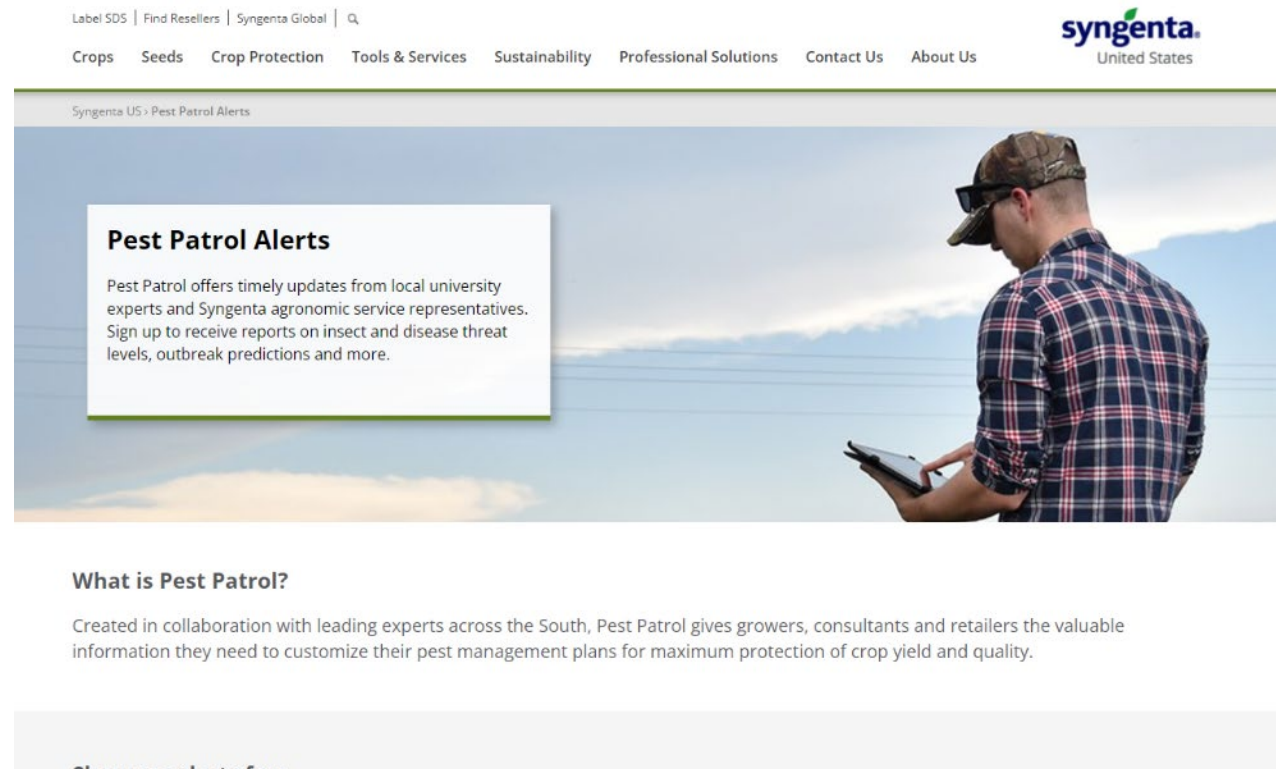 Label SDS | Find Resellers | Syngenta Global |
syngenta.
United States
Crops Seeds Crop Protection Tools & Services Sustainability Professional Solutions Contact Us About Us
Syngenta US › Pest Patrol Alerts
Pest Patrol Alerts
Pest Patrol offers timely updates from local university
experts and Syngenta agronomic service representatives.
Sign up to receive reports on insect and disease threat
levels, outbreak predictions and more.
What is Pest Patrol?
Created in collaboration with leading experts across the South, Pest Patrol gives growers, consultants and retailers the valuable
information they need to customize their pest management plans for maximum protection of crop yield and quality.